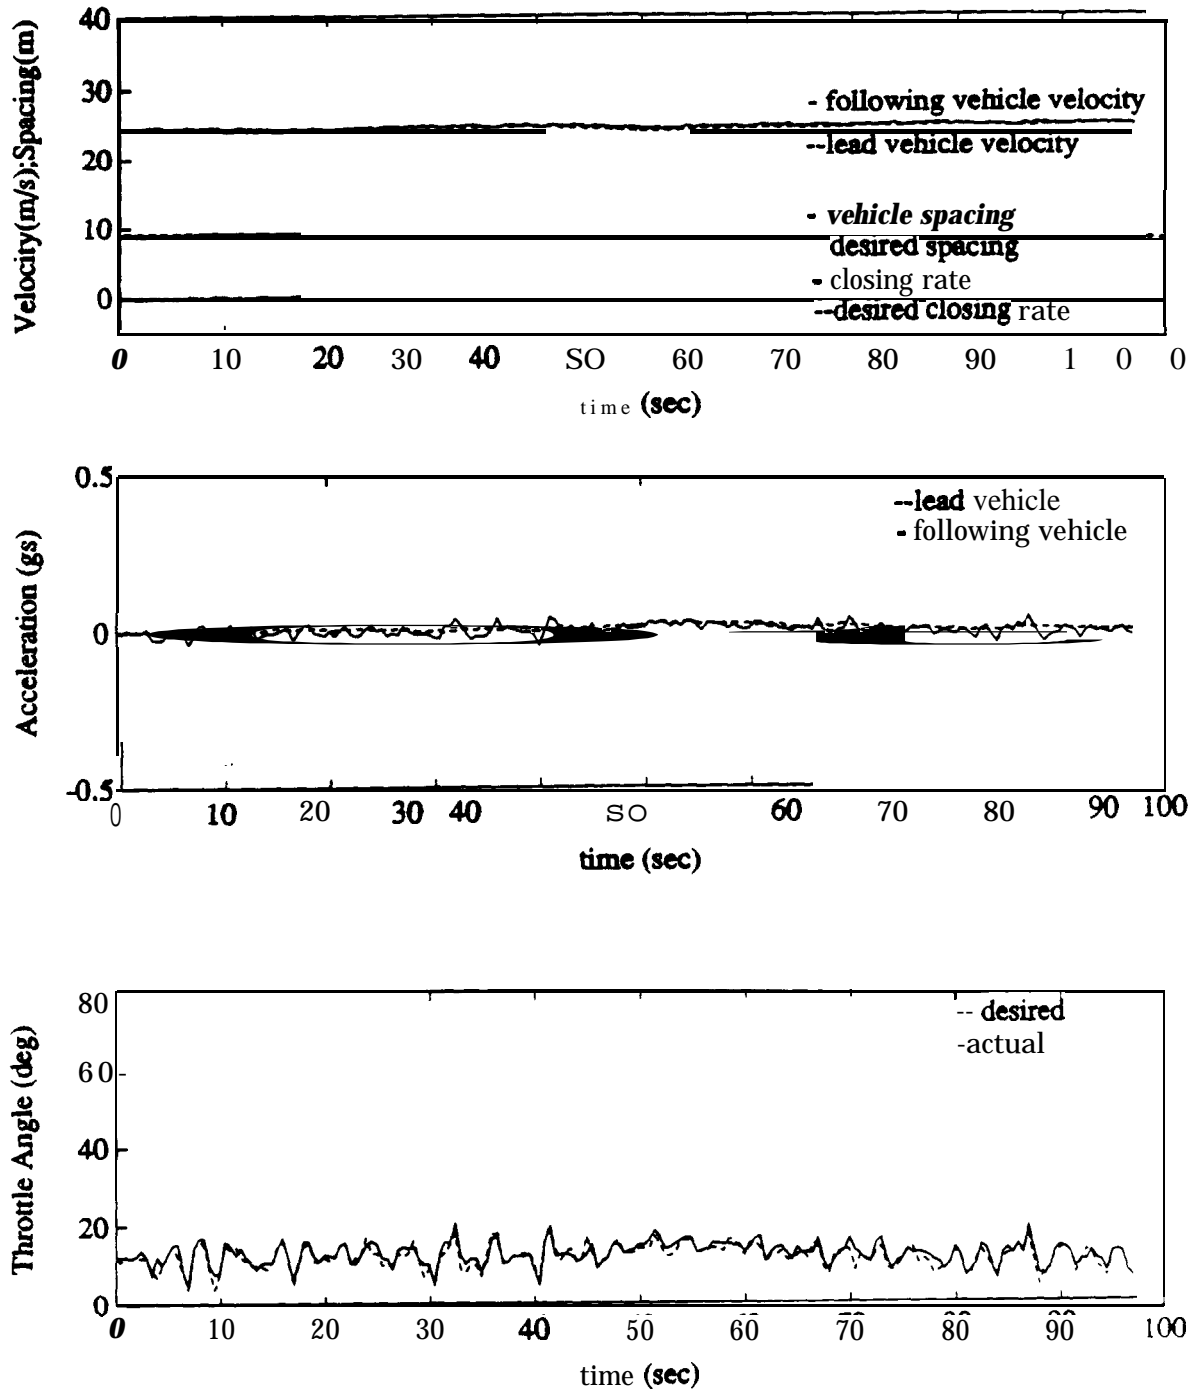 Velocity(m/s);Spacing(m)
40
30
20
10
0
- following vehicle velocity
--lead vehicle velocity
- vehicle spacing
desired spacing
- closing rate
--desired closing rate
0 10 20 30 40 SO 60 70 80 90 1 0 0
time (sec)
Acceleration (gs)
0.5
0
-0.5
--lead vehicle
- following vehicle
0 10 20 30 40 SO 60 70 80 90 100
time (sec)
Throttle Angle (deg)
80
60
40
20
0
-- desired
-actual
0 10 20 30 40 50 60 70 80 90 100
time (sec)